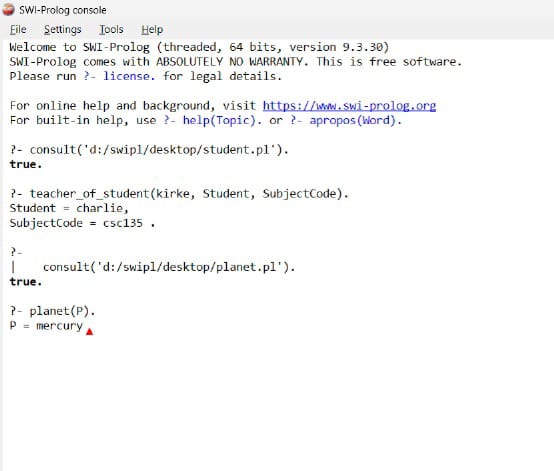 SWI-Prolog console
File Settings Tools Help
Welcome to SWI-Prolog (threaded, 64 bits, version 9.3.30)
SWI-Prolog comes with ABSOLUTELY NO WARRANTY. This is free software.
Please run ?- license. for legal details.
For online help and background, visit https://www.swi-prolog.org
For built-in help, use ?- help(Topic). or ?- apropos(Word).
?- consult('d:/swipl/desktop/student.pl').
true.
?- teacher_of_student(kirke, Student, SubjectCode).
Student = charlie,
SubjectCode = csc135 .
?-
|    consult('d:/swipl/desktop/planet.pl').
true.
?- planet(P).
P = mercury